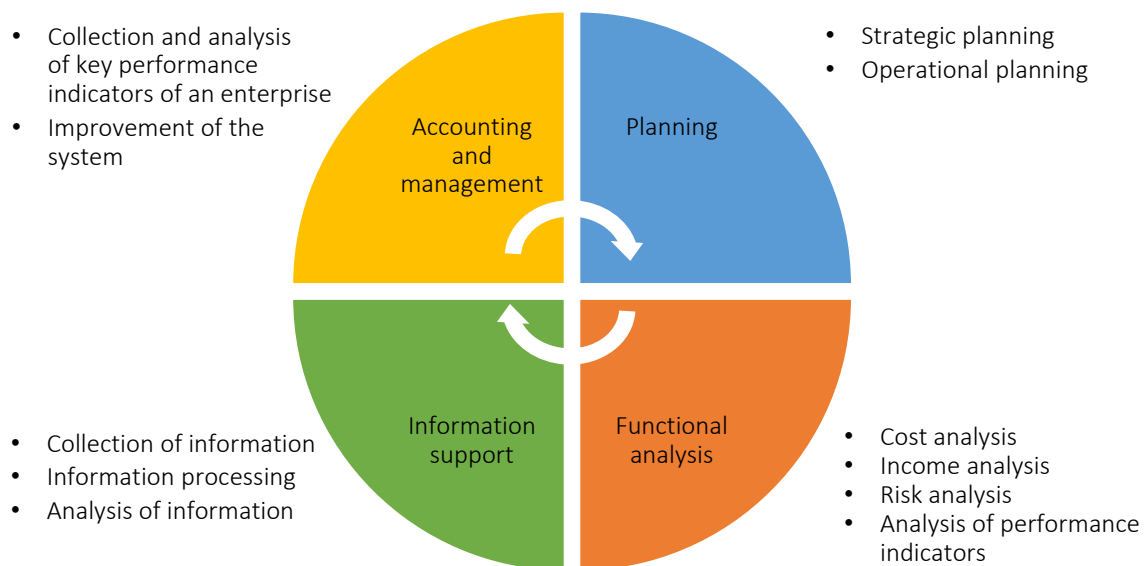 • Collection and analysis
of key performance
indicators of an enterprise
• Improvement of the
system
Accounting
and
management
Planning
• Strategic planning
• Operational planning
• Collection of information
• Information processing
• Analysis of information
Information
support
Functional
analysis
• Cost analysis
• Income analysis
• Risk analysis
• Analysis of performance
indicators